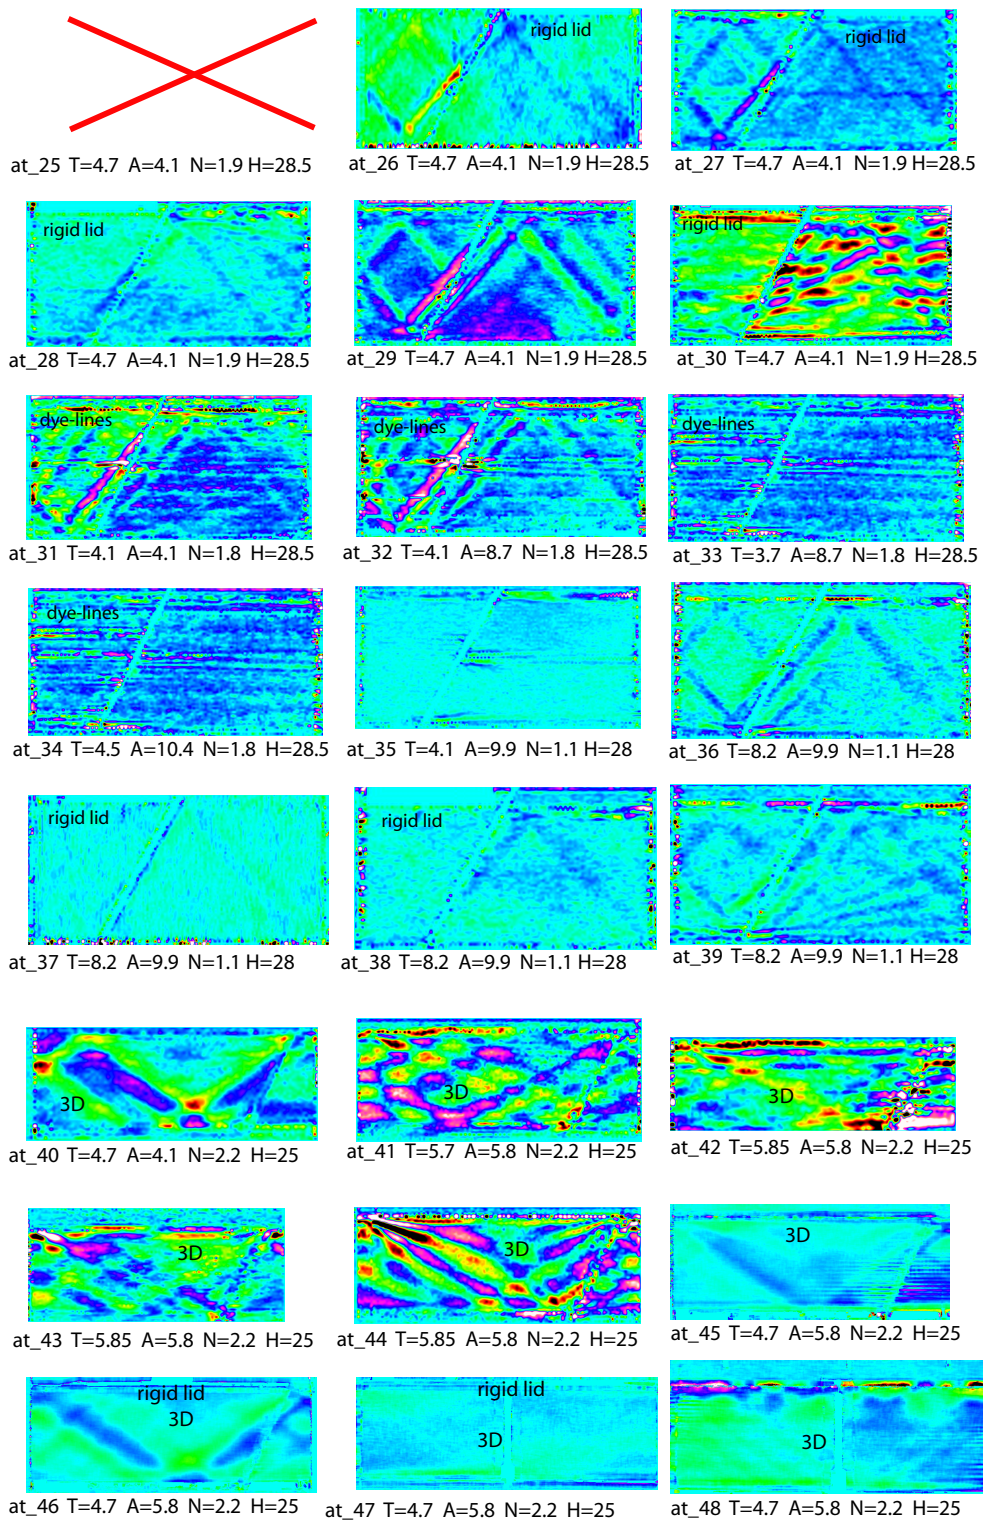 rigid lid
rigid lid
at_25 T=4.7 A=4.1 N=1.9 H=28.5
at_26 T=4.7 A=4.1 N=1.9 H=28.5
at_27 T=4.7 A=4.1 N=1.9 H=28.5
rigid lid
rigid lid
at_28 T=4.7 A=4.1 N=1.9 H=28.5
at_29 T=4.7 A=4.1 N=1.9 H=28.5
at_30 T=4.7 A=4.1 N=1.9 H=28.5
dye-lines
dye-lines
dye-lines
at_31 T=4.1 A=4.1 N=1.8 H=28.5
at_32 T=4.1 A=8.7 N=1.8 H=28.5
at_33 T=3.7 A=8.7 N=1.8 H=28.5
dye-lines
at_34 T=4.5 A=10.4 N=1.8 H=28.5
at_35 T=4.1 A=9.9 N=1.1 H=28
at_36 T=8.2 A=9.9 N=1.1 H=28
rigid lid
rigid lid
at_37 T=8.2 A=9.9 N=1.1 H=28
at_38 T=8.2 A=9.9 N=1.1 H=28
at_39 T=8.2 A=9.9 N=1.1 H=28
3D
3D
3D
at_40 T=4.7 A=4.1 N=2.2 H=25
at_41 T=5.7 A=5.8 N=2.2 H=25
at_42 T=5.85 A=5.8 N=2.2 H=25
3D
3D
3D
at_43 T=5.85 A=5.8 N=2.2 H=25
at_44 T=5.85 A=5.8 N=2.2 H=25
at_45 T=4.7 A=5.8 N=2.2 H=25
rigid lid
3D
rigid lid
3D
3D
at_46 T=4.7 A=5.8 N=2.2 H=25
at_47 T=4.7 A=5.8 N=2.2 H=25
at_48 T=4.7 A=5.8 N=2.2 H=25